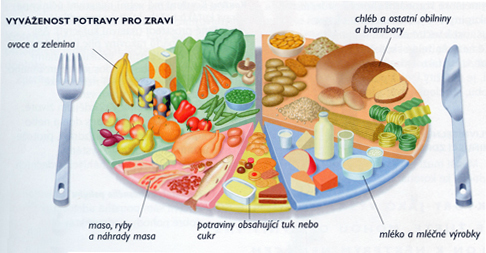 VYVÁŽENOST POTRAVY PRO ZRAVÍ
ovoce a zelenina
chléb a ostatní obilniny
a brambory
maso, ryby
a náhrady masa
potraviny obsahující tuk nebo
cukr
mléko a mléčné výrobky